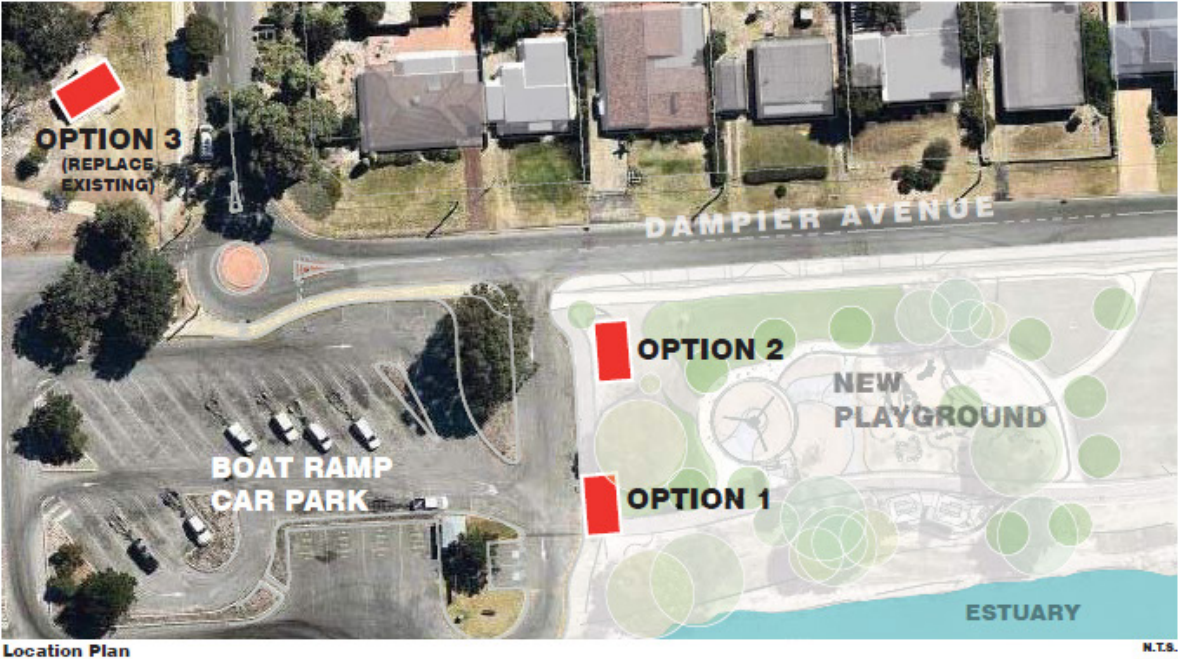 OPTION 3
(REPLACE
EXISTING)
DAMPIER AVENUE
OPTION 2
NEW
PLAYGROUND
BOAT RAMP
CAR PARK
OPTION 1
ESTUARY
Location Plan
N.T.S.